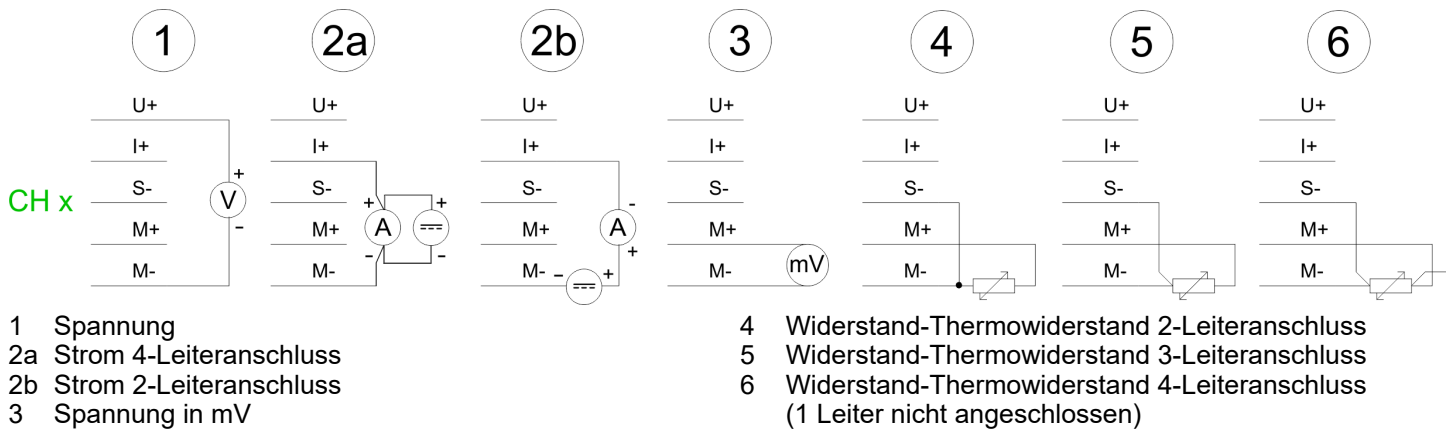 1 2a 2b 3 4 5 6
U+ U+ U+ U+ U+ U+ U+
I+ I+ I+ I+ I+ I+ I+
CH x S- S- S- S- S- S- S-
+ + + -
V A A
M+ M+ M+ M+ M+ M+ M+
- - - +
M- M- M- - + M- mV M- M- M-
1 Spannung
2a Strom 4-Leiteranschluss
2b Strom 2-Leiteranschluss
3 Spannung in mV
4 Widerstand-Thermowiderstand 2-Leiteranschluss
5 Widerstand-Thermowiderstand 3-Leiteranschluss
6 Widerstand-Thermowiderstand 4-Leiteranschluss
(1 Leiter nicht angeschlossen)